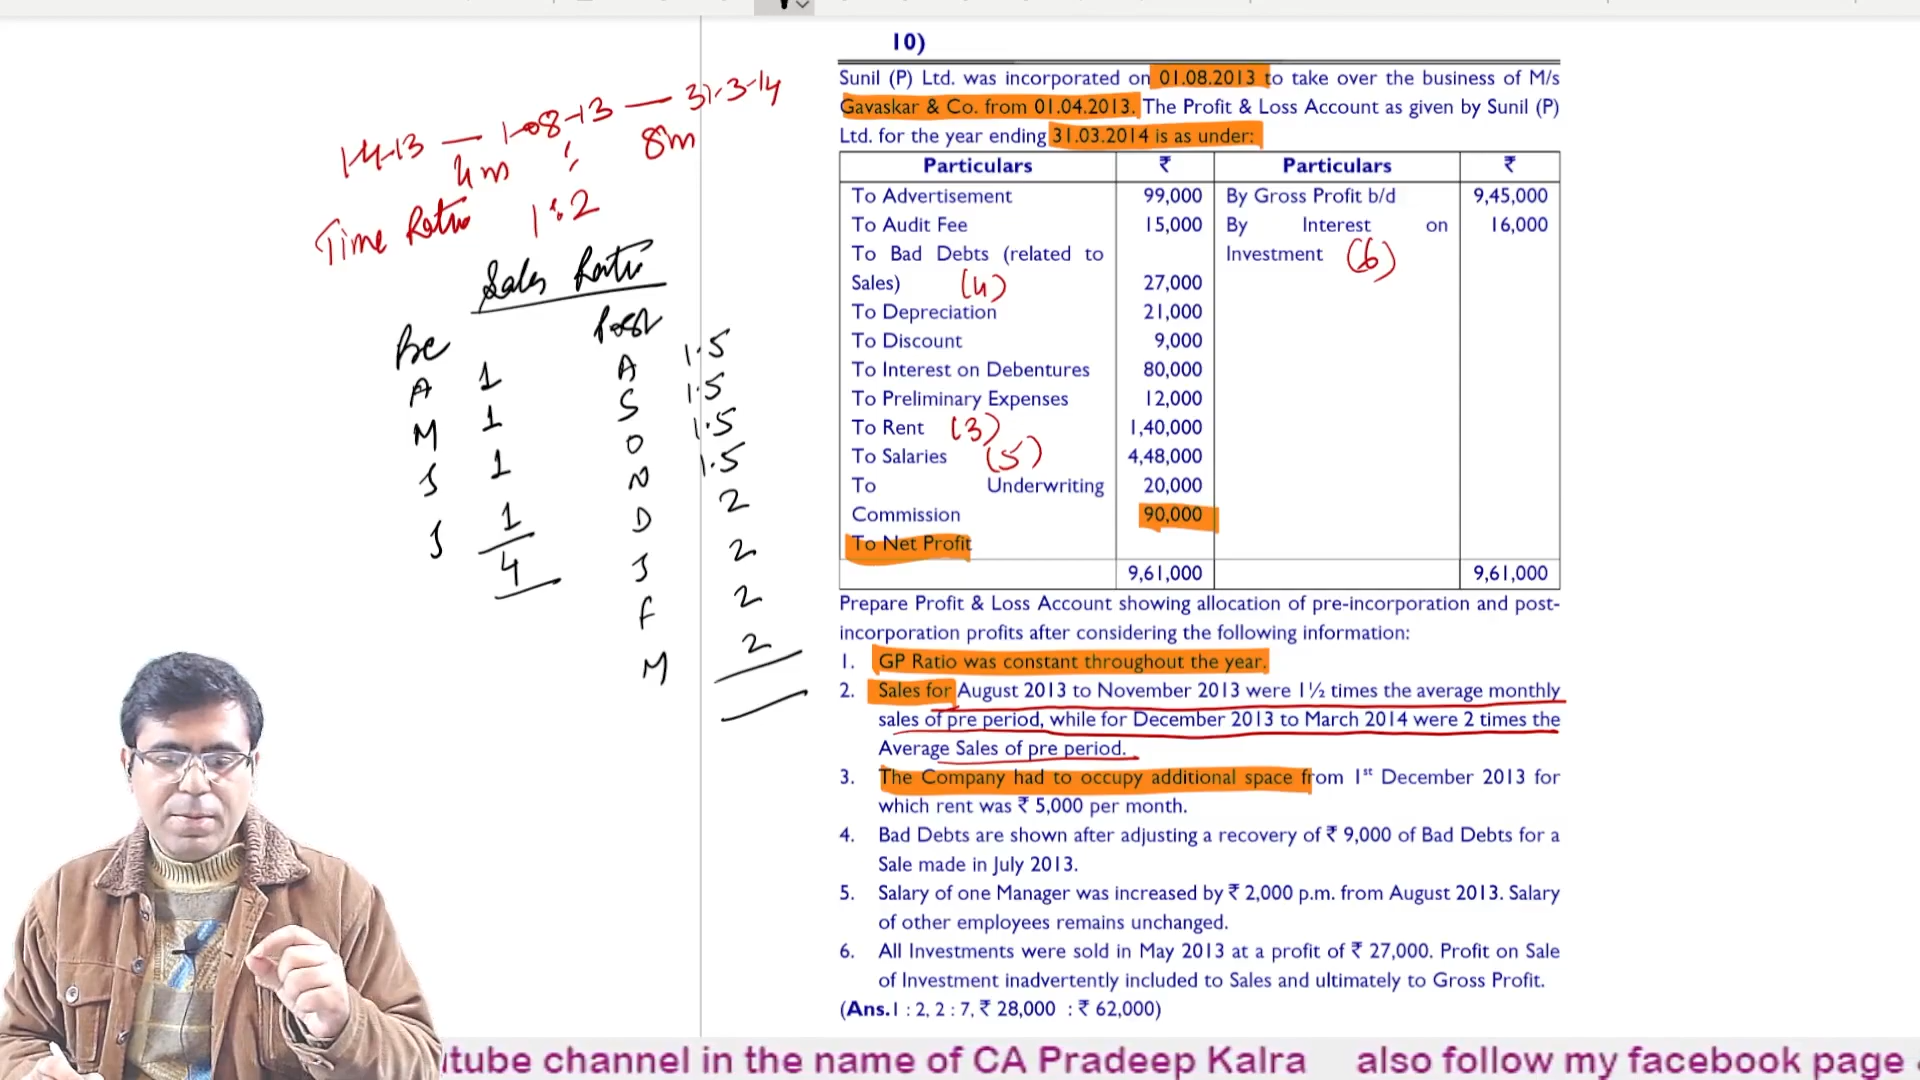 10)
Sunil (P) Ltd. was incorporated on 01.08.2013 to take over the business of M/s
Gavaskar & Co. from 01.04.2013. The Profit & Loss Account as given by Sunil (P)
Ltd. for the year ending 31.03.2014 is as under:
Particulars ₹ Particulars ₹
To Advertisement 99,000 By Gross Profit b/d 9,45,000
To Audit Fee 15,000 By Interest on 16,000
To Bad Debts (related to Investment (6)
Sales) (4) 27,000
To Depreciation 21,000
To Discount 9,000
To Interest on Debentures 80,000
To Preliminary Expenses 12,000
To Rent (3) 1,40,000
To Salaries (5) 4,48,000
To Underwriting 20,000
Commission 90,000
To Net Profit
9,61,000 9,61,000
Prepare Profit & Loss Account showing allocation of pre-incorporation and post-
incorporation profits after considering the following information:
1. GP Ratio was constant throughout the year.
2. Sales for August 2013 to November 2013 were 1½ times the average monthly
sales of pre period, while for December 2013 to March 2014 were 2 times the
Average Sales of pre period.
3. The Company had to occupy additional space from 1st December 2013 for
which rent was ₹ 5,000 per month.
4. Bad Debts are shown after adjusting a recovery of ₹ 9,000 of Bad Debts for a
Sale made in July 2013.
5. Salary of one Manager was increased by ₹ 2,000 p.m. from August 2013. Salary
of other employees remains unchanged.
6. All Investments were sold in May 2013 at a profit of ₹ 27,000. Profit on Sale
of Investment inadvertently included to Sales and ultimately to Gross Profit.
(Ans.1 : 2, 2 : 7, ₹ 28,000 : ₹ 62,000)
1-4-13 — 1-08-13 — 31-3-14
4m : 8m
Time Ratio 1:2
Sales Ratio
Pre Post
A 1 A 1.5
M 1 S 1.5
J 1 O 1.5
J 1 N 1.5
4 D 2
J 2
F 2
M 2
utube channel in the name of CA Pradeep Kalra also follow my facebook page